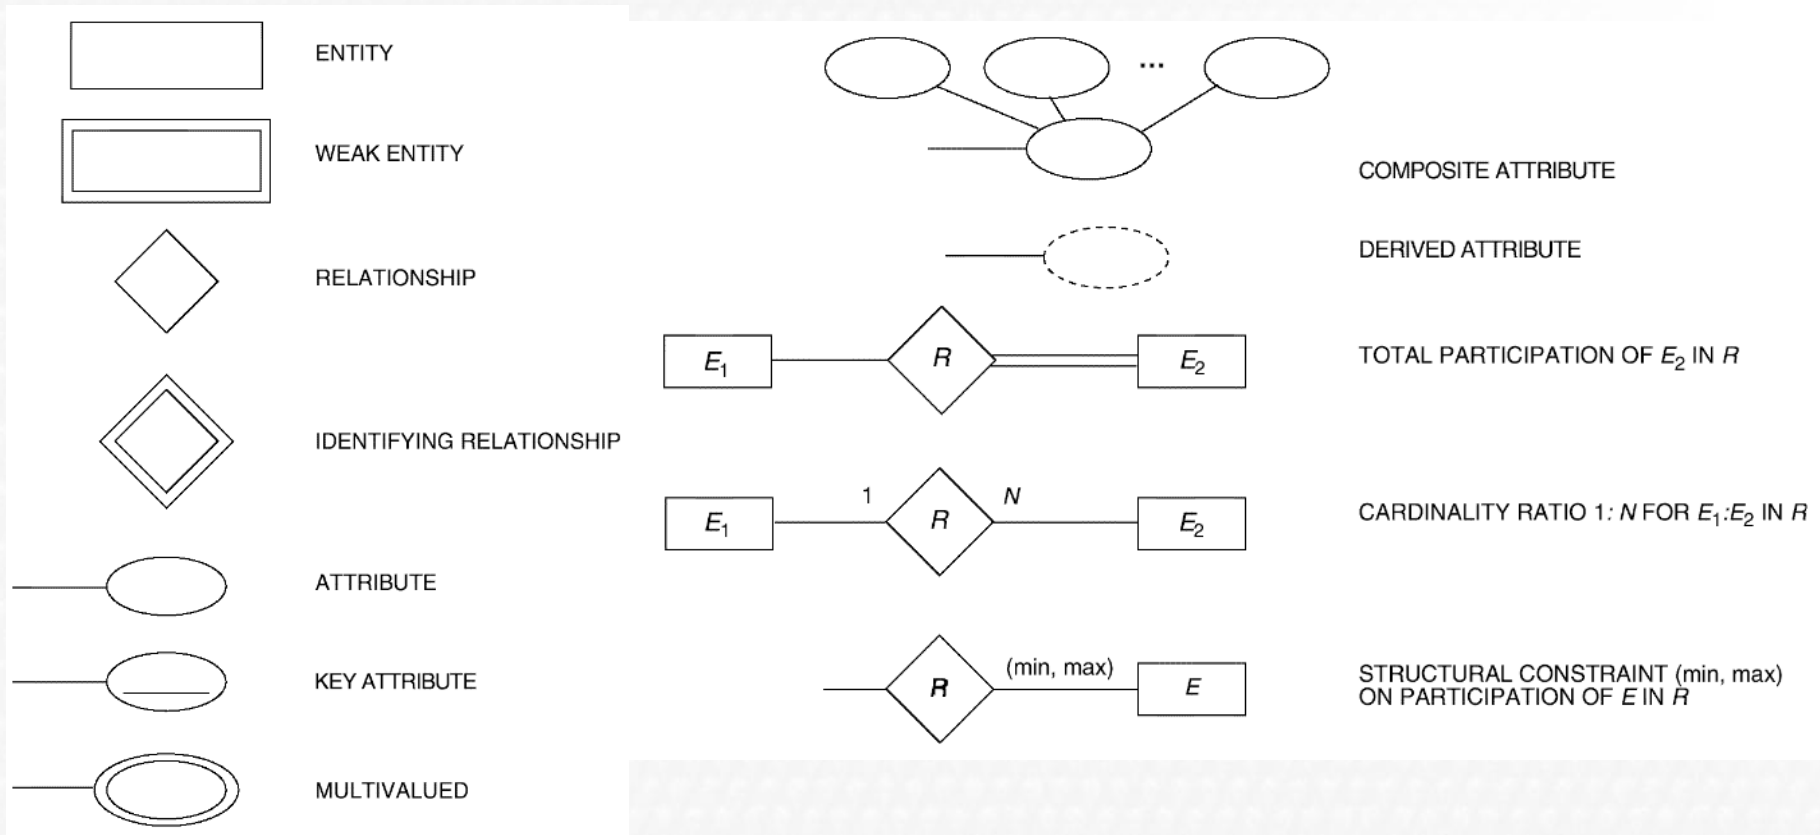 ENTITY
WEAK ENTITY
RELATIONSHIP
IDENTIFYING RELATIONSHIP
ATTRIBUTE
KEY ATTRIBUTE
MULTIVALUED
...
COMPOSITE ATTRIBUTE
DERIVED ATTRIBUTE
E₁ R E₂ TOTAL PARTICIPATION OF E₂ IN R
E₁ 1 R N E₂ CARDINALITY RATIO 1: N FOR E₁:E₂ IN R
R (min, max) E STRUCTURAL CONSTRAINT (min, max)
ON PARTICIPATION OF E IN R